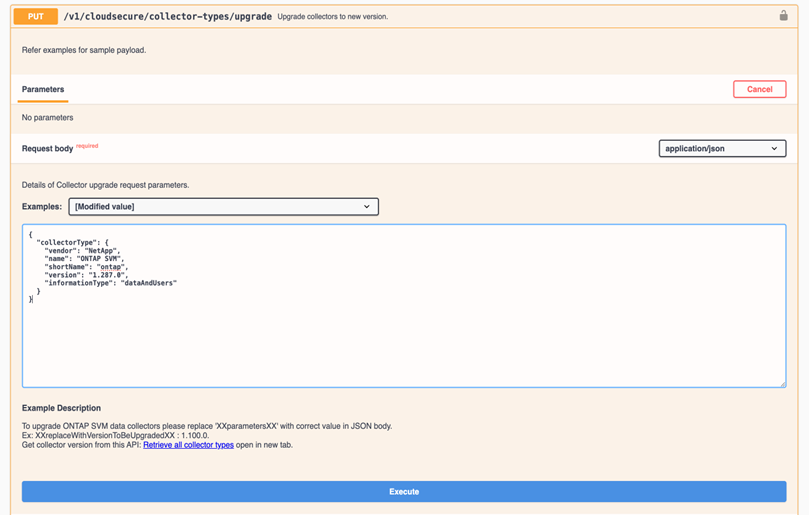 PUT /v1/cloudsecure/collector-types/upgrade Upgrade collectors to new version.
Refer examples for sample payload.
Parameters
Cancel
No parameters
Request body required
application/json
Details of Collector upgrade request parameters.
Examples: [Modified value]
{
"collectorType": {
"vendor": "NetApp",
"name": "ONTAP SVM",
"shortName": "ontap",
"version": "1.287.0",
"informationType": "dataAndUsers"
}
}
Example Description
To upgrade ONTAP SVM data collectors please replace 'XXparametersXX' with correct value in JSON body.
Ex: XXreplaceWithVersionToBeUpgradedXX : 1.100.0.
Get collector version from this API: Retrieve all collector types open in new tab.
Execute